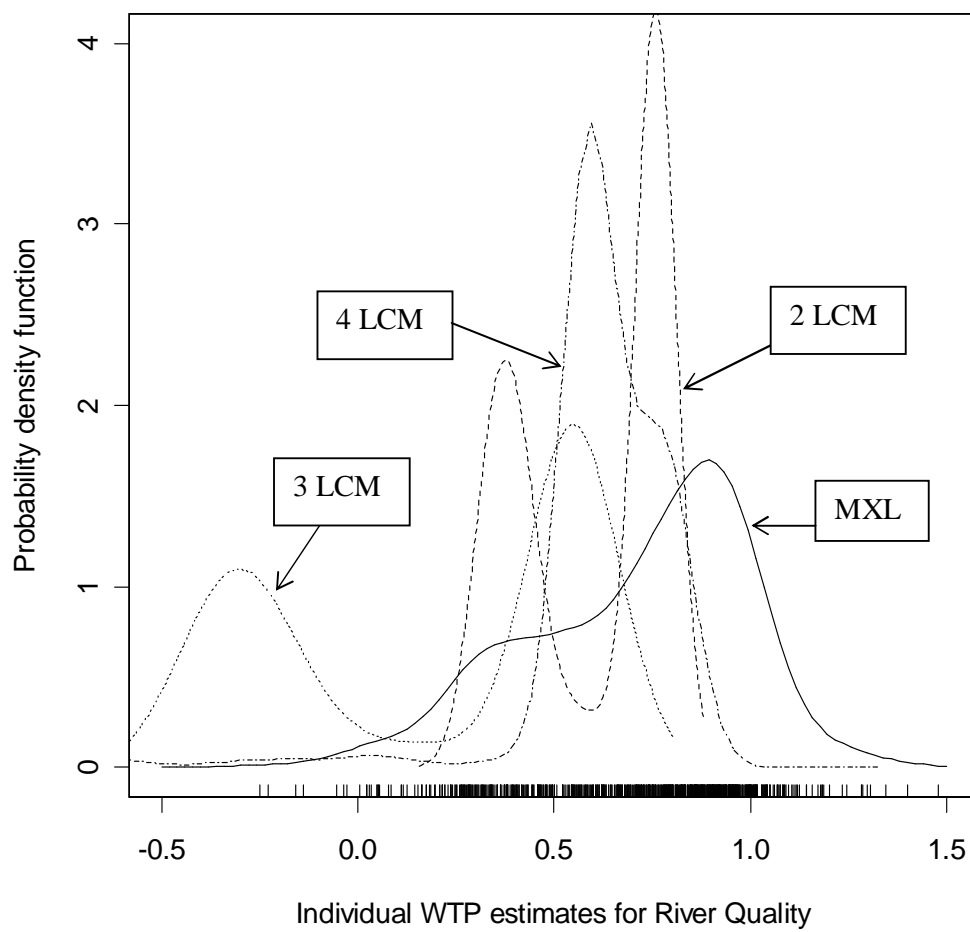 4
3
2
1
0
Probability density function
4 LCM
2 LCM
3 LCM
MXL
-0.5 0.0 0.5 1.0 1.5
Individual WTP estimates for River Quality